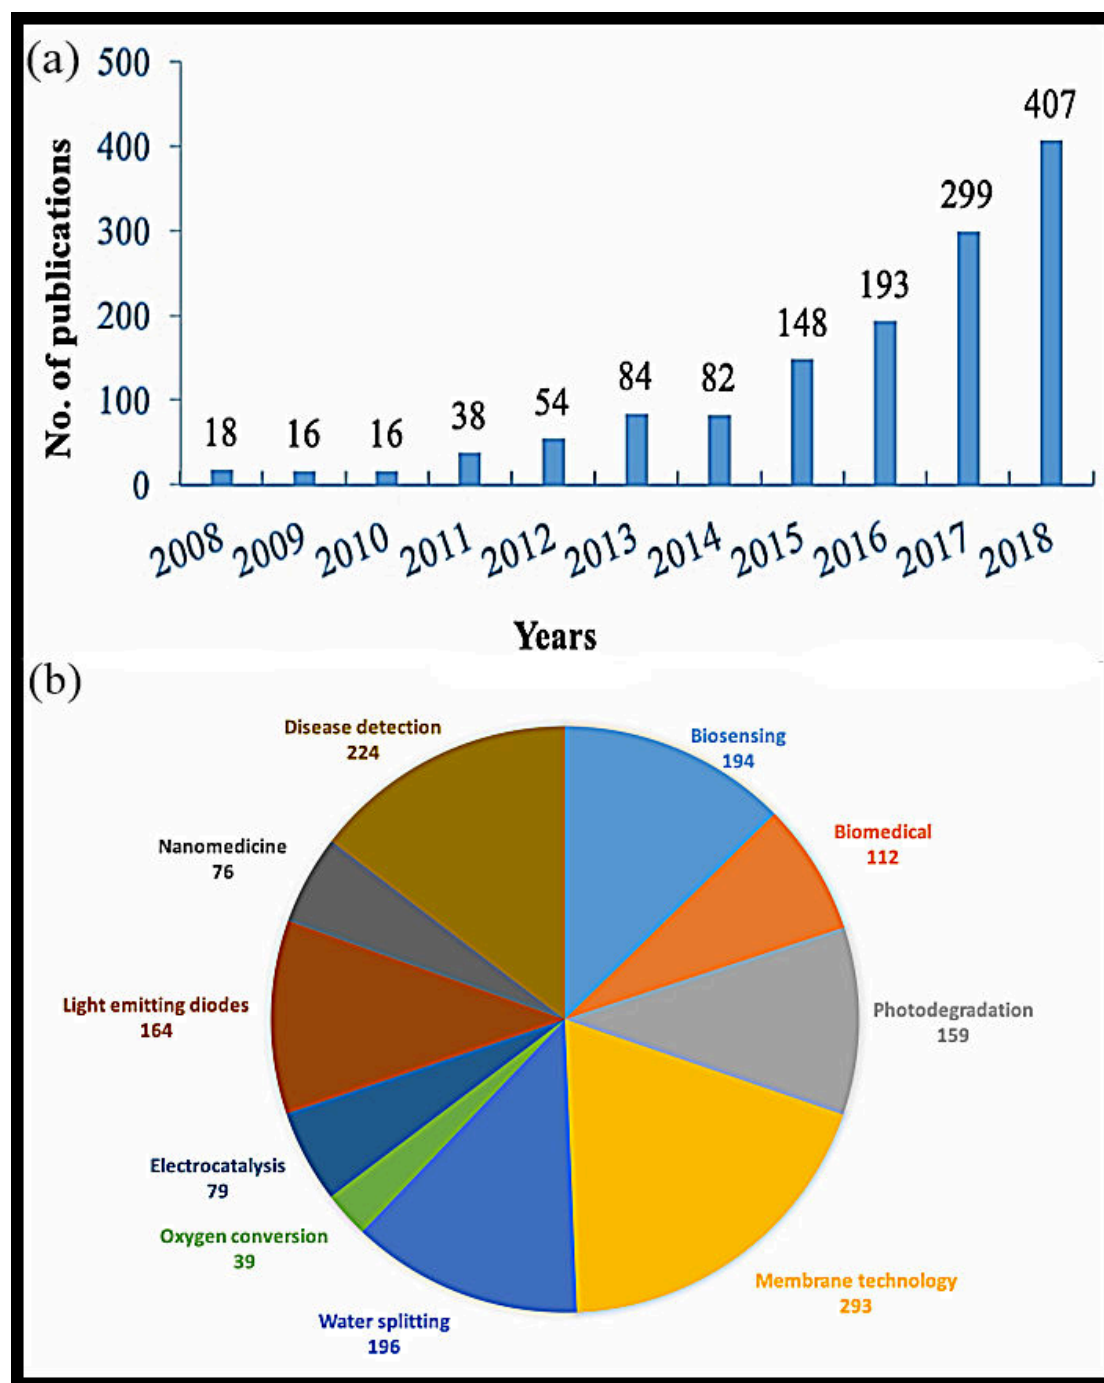 (a)
500
400
300
200
100
0
No. of publications
18
16
16
38
54
84
82
148
193
299
407
2008
2009
2010
2011
2012
2013
2014
2015
2016
2017
2018
Years
(b)
Disease detection
224
Biosensing
194
Biomedical
112
Nanomedicine
76
Light emitting diodes
164
Photodegradation
159
Electrocatalysis
79
Oxygen conversion
39
Membrane technology
293
Water splitting
196